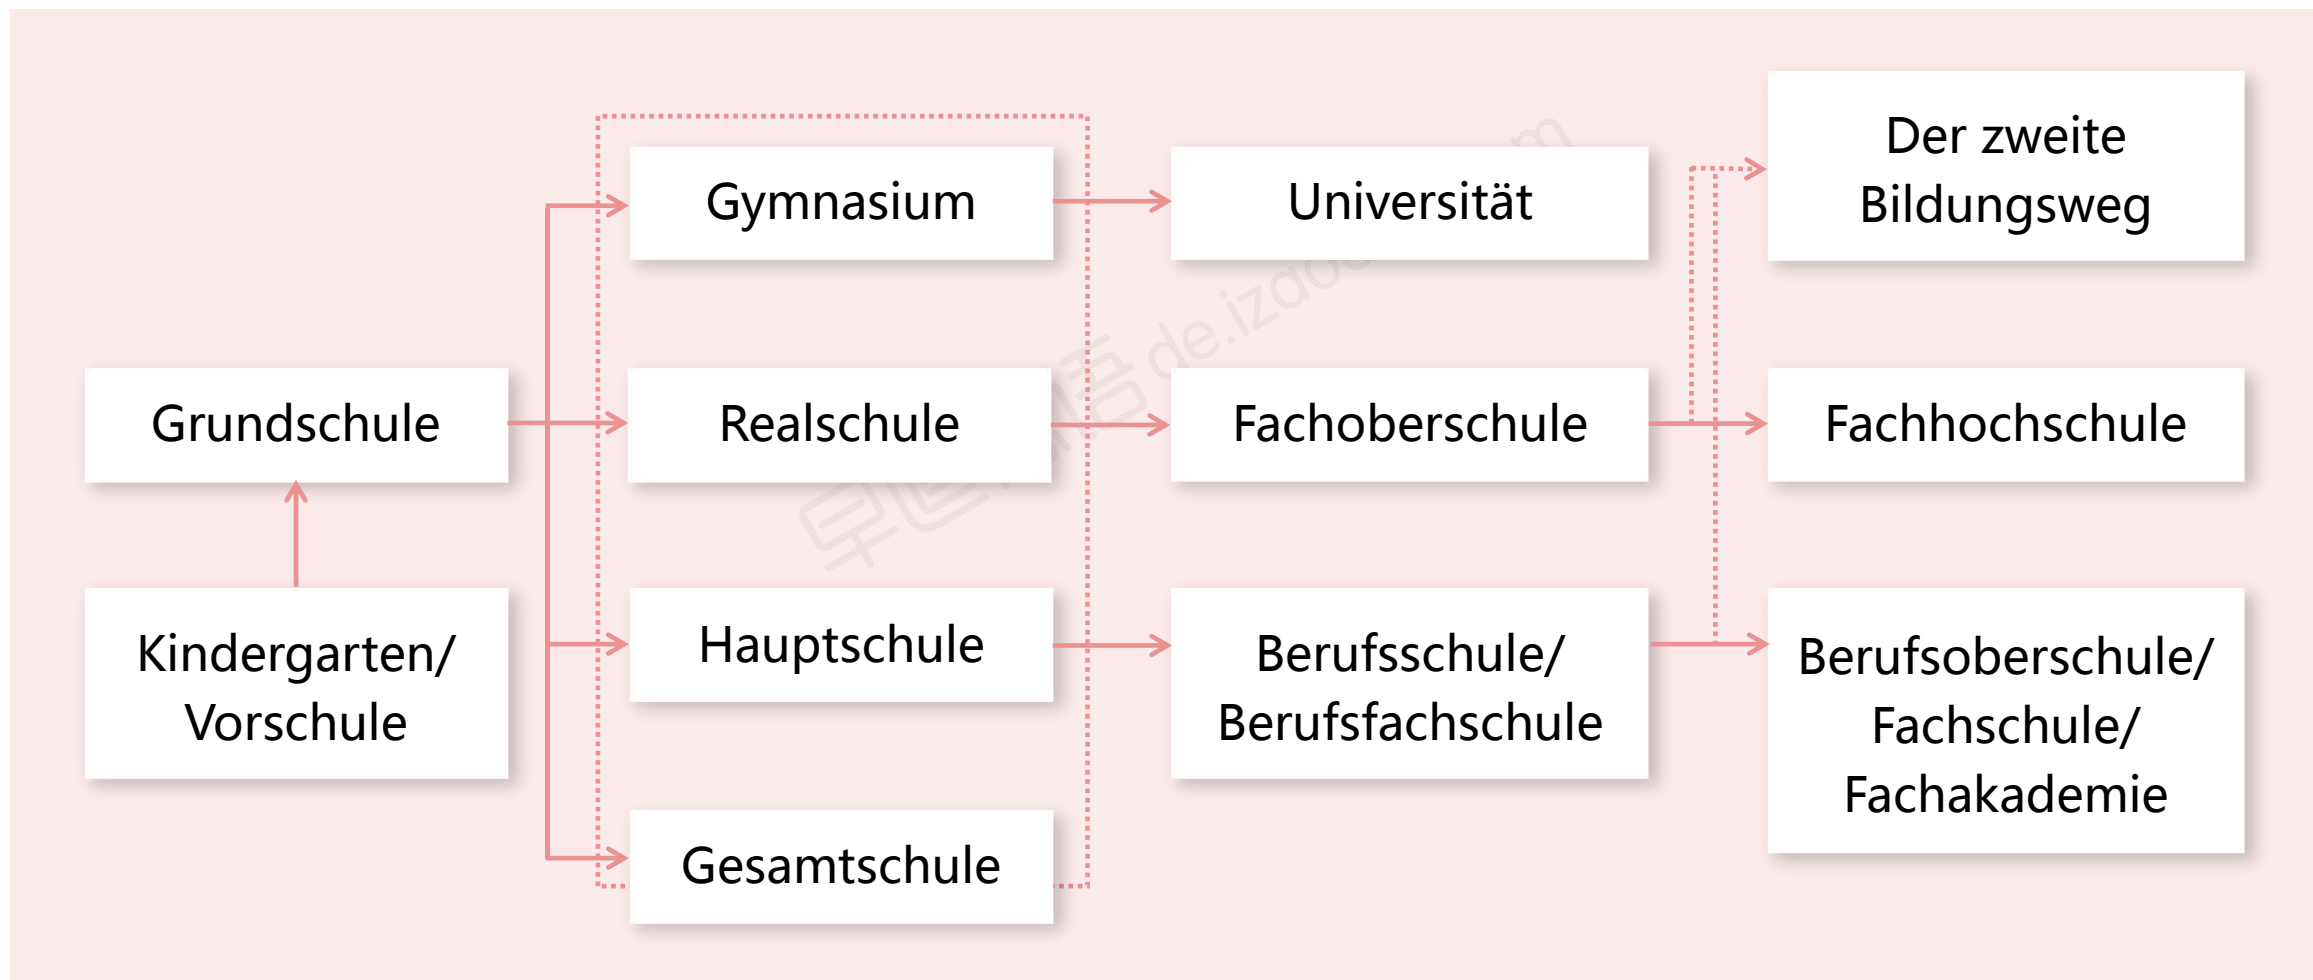 Gymnasium
Universität
Der zweite
Bildungsweg
Grundschule
Realschule
Fachoberschule
Fachhochschule
Kindergarten/
Vorschule
Hauptschule
Berufsschule/
Berufsfachschule
Berufsoberschule/
Fachschule/
Fachakademie
Gesamtschule